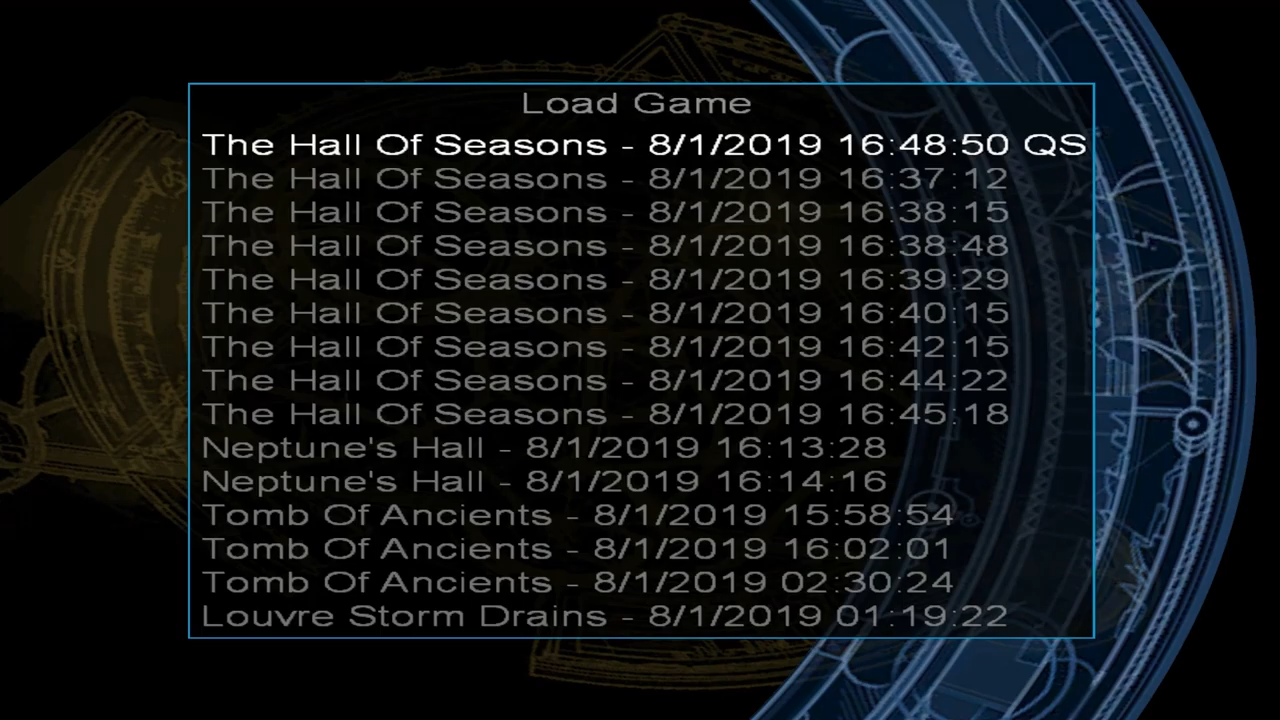 Load Game
The Hall Of Seasons - 8/1/2019 16:48:50 QS
The Hall Of Seasons - 8/1/2019 16:37:12
The Hall Of Seasons - 8/1/2019 16:38:15
The Hall Of Seasons - 8/1/2019 16:38:48
The Hall Of Seasons - 8/1/2019 16:39:29
The Hall Of Seasons - 8/1/2019 16:40:15
The Hall Of Seasons - 8/1/2019 16:42:15
The Hall Of Seasons - 8/1/2019 16:44:22
The Hall Of Seasons - 8/1/2019 16:45:18
Neptune's Hall - 8/1/2019 16:13:28
Neptune's Hall - 8/1/2019 16:14:16
Tomb Of Ancients - 8/1/2019 15:58:54
Tomb Of Ancients - 8/1/2019 16:02:01
Tomb Of Ancients - 8/1/2019 02:30:24
Louvre Storm Drains - 8/1/2019 01:19:22